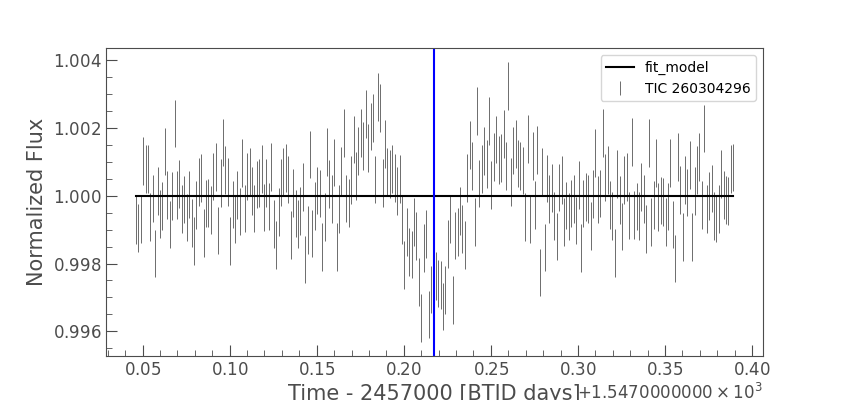 fit_model
TIC 260304296
1.004
1.002
1.000
0.998
0.996
Normalized Flux
0.05 0.10 0.15 0.20 0.25 0.30 0.35 0.40
Time - 2457000 [BTJD days]
+1.5470000000 × 10³